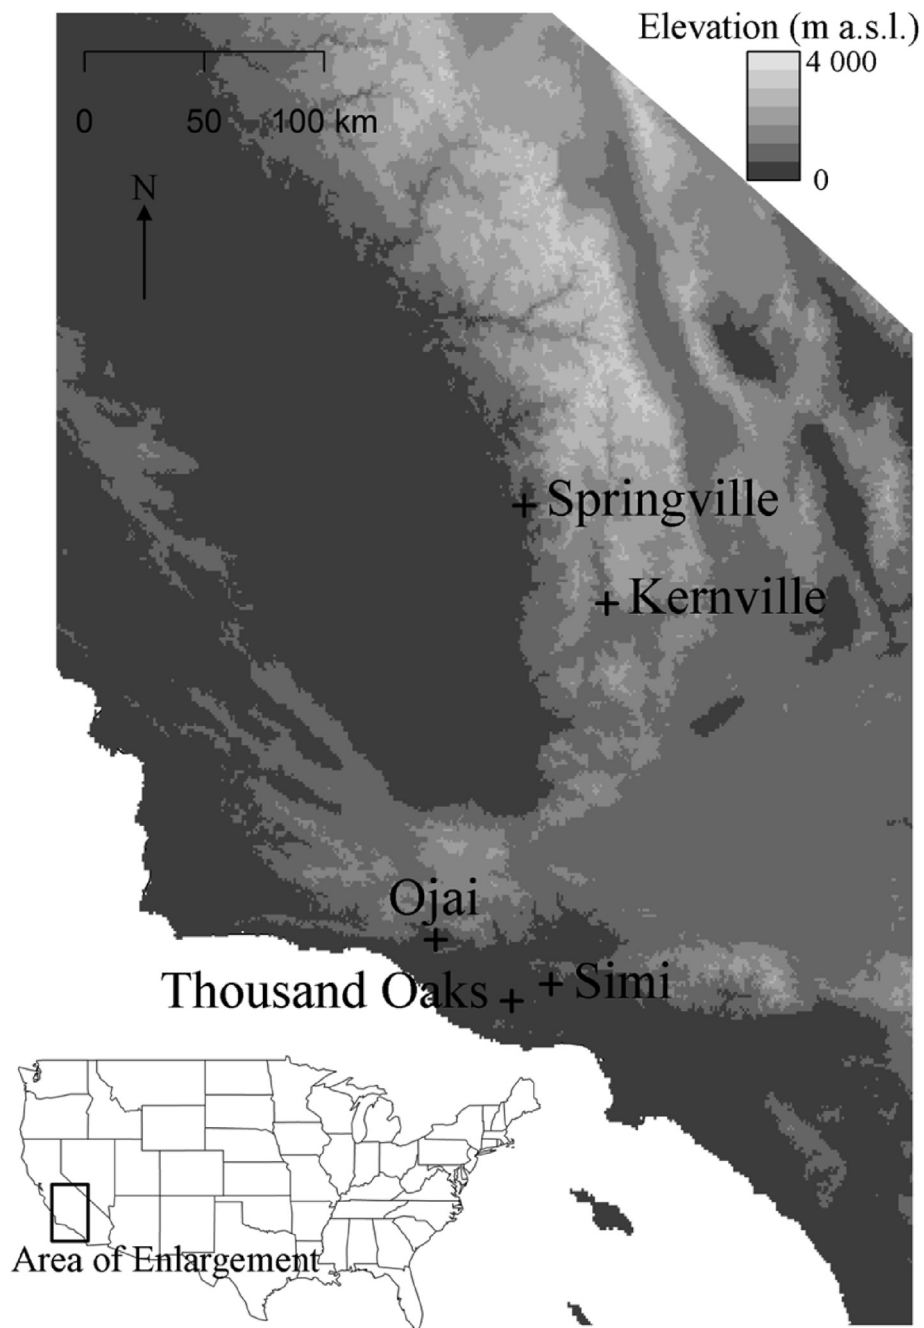 Elevation (m a.s.l.)
4 000
0
0 50 100 km
N
Springville
Kernville
Ojai
Thousand Oaks
Simi
Area of Enlargement